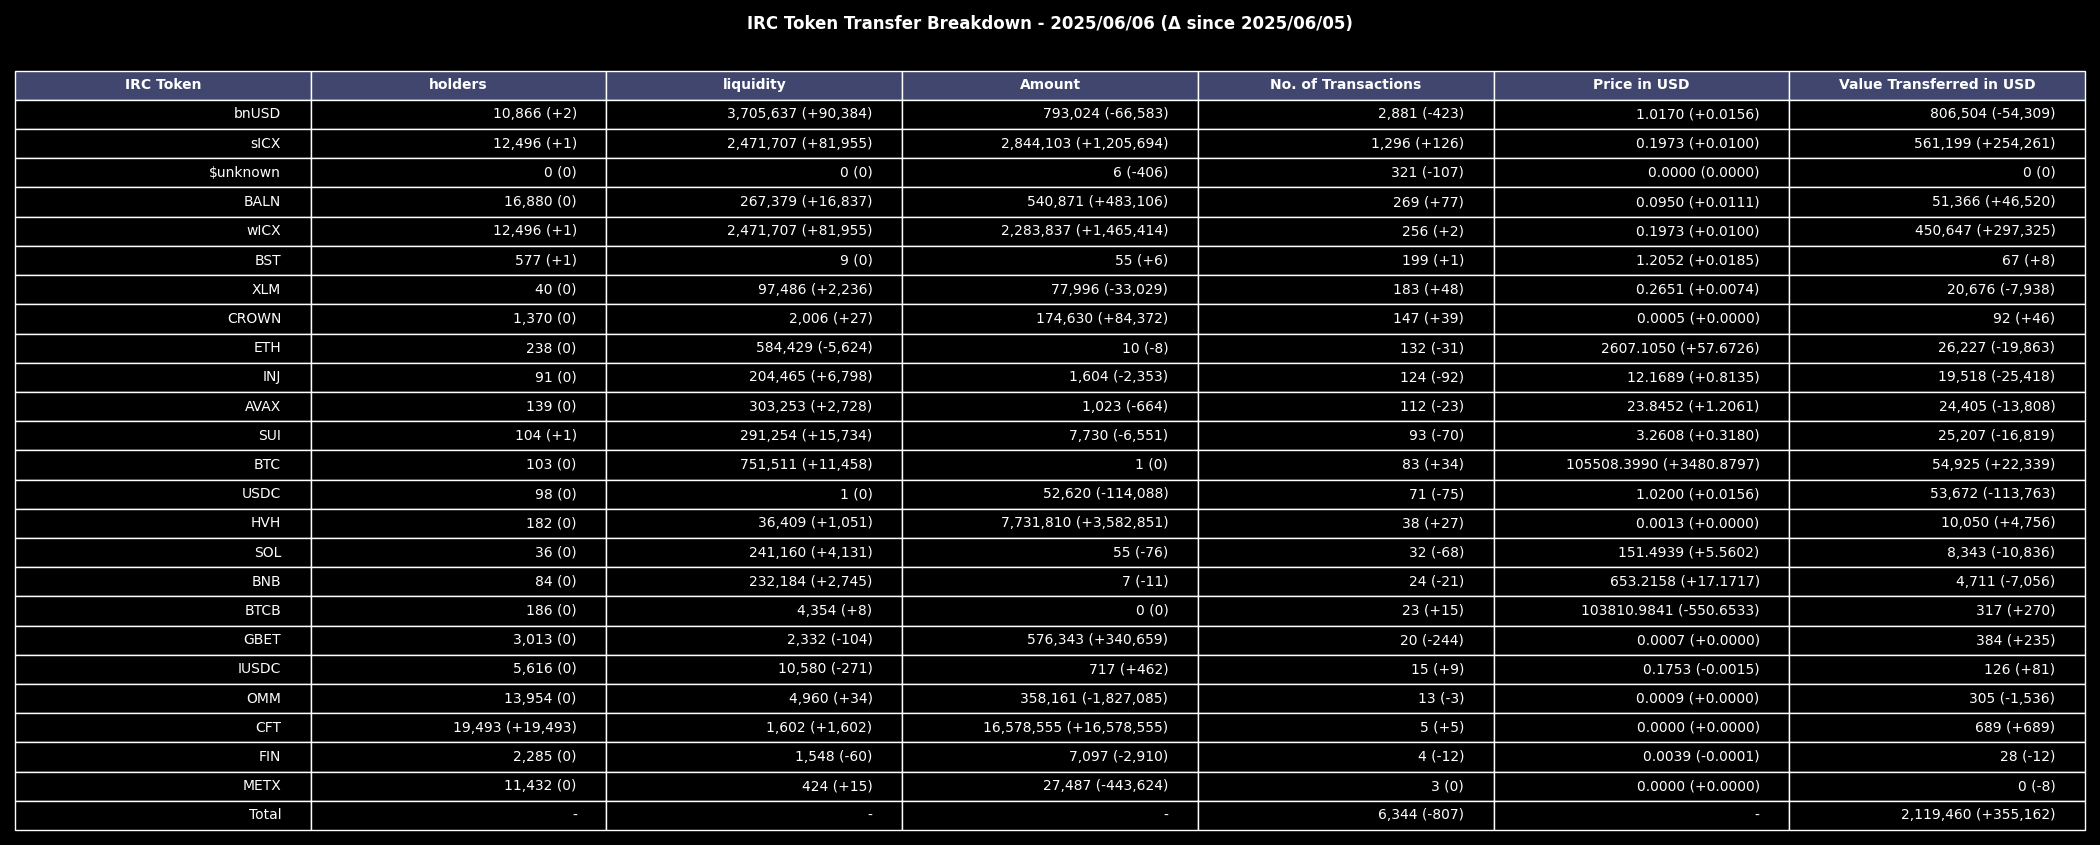 IRC Token Transfer Breakdown - 2025/06/06 (Δ since 2025/06/05)
IRC Token holders liquidity Amount No. of Transactions Price in USD Value Transferred in USD
bnUSD 10,866 (+2) 3,705,637 (+90,384) 793,024 (-66,583) 2,881 (-423) 1.0170 (+0.0156) 806,504 (-54,309)
sICX 12,496 (+1) 2,471,707 (+81,955) 2,844,103 (+1,205,694) 1,296 (+126) 0.1973 (+0.0100) 561,199 (+254,261)
$unknown 0 (0) 0 (0) 6 (-406) 321 (-107) 0.0000 (0.0000) 0 (0)
BALN 16,880 (0) 267,379 (+16,837) 540,871 (+483,106) 269 (+77) 0.0950 (+0.0111) 51,366 (+46,520)
wICX 12,496 (+1) 2,471,707 (+81,955) 2,283,837 (+1,465,414) 256 (+2) 0.1973 (+0.0100) 450,647 (+297,325)
BST 577 (+1) 9 (0) 55 (+6) 199 (+1) 1.2052 (+0.0185) 67 (+8)
XLM 40 (0) 97,486 (+2,236) 77,996 (-33,029) 183 (+48) 0.2651 (+0.0074) 20,676 (-7,938)
CROWN 1,370 (0) 2,006 (+27) 174,630 (+84,372) 147 (+39) 0.0005 (+0.0000) 92 (+46)
ETH 238 (0) 584,429 (-5,624) 10 (-8) 132 (-31) 2607.1050 (+57.6726) 26,227 (-19,863)
INJ 91 (0) 204,465 (+6,798) 1,604 (-2,353) 124 (-92) 12.1689 (+0.8135) 19,518 (-25,418)
AVAX 139 (0) 303,253 (+2,728) 1,023 (-664) 112 (-23) 23.8452 (+1.2061) 24,405 (-13,808)
SUI 104 (+1) 291,254 (+15,734) 7,730 (-6,551) 93 (-70) 3.2608 (+0.3180) 25,207 (-16,819)
BTC 103 (0) 751,511 (+11,458) 1 (0) 83 (+34) 105508.3990 (+3480.8797) 54,925 (+22,339)
USDC 98 (0) 1 (0) 52,620 (-114,088) 71 (-75) 1.0200 (+0.0156) 53,672 (-113,763)
HVH 182 (0) 36,409 (+1,051) 7,731,810 (+3,582,851) 38 (+27) 0.0013 (+0.0000) 10,050 (+4,756)
SOL 36 (0) 241,160 (+4,131) 55 (-76) 32 (-68) 151.4939 (+5.5602) 8,343 (-10,836)
BNB 84 (0) 232,184 (+2,745) 7 (-11) 24 (-21) 653.2158 (+17.1717) 4,711 (-7,056)
BTCB 186 (0) 4,354 (+8) 0 (0) 23 (+15) 103810.9841 (-550.6533) 317 (+270)
GBET 3,013 (0) 2,332 (-104) 576,343 (+340,659) 20 (-244) 0.0007 (+0.0000) 384 (+235)
IUSDC 5,616 (0) 10,580 (-271) 717 (+462) 15 (+9) 0.1753 (-0.0015) 126 (+81)
OMM 13,954 (0) 4,960 (+34) 358,161 (-1,827,085) 13 (-3) 0.0009 (+0.0000) 305 (-1,536)
CFT 19,493 (+19,493) 1,602 (+1,602) 16,578,555 (+16,578,555) 5 (+5) 0.0000 (+0.0000) 689 (+689)
FIN 2,285 (0) 1,548 (-60) 7,097 (-2,910) 4 (-12) 0.0039 (-0.0001) 28 (-12)
METX 11,432 (0) 424 (+15) 27,487 (-443,624) 3 (0) 0.0000 (+0.0000) 0 (-8)
Total - - - 6,344 (-807) - 2,119,460 (+355,162)